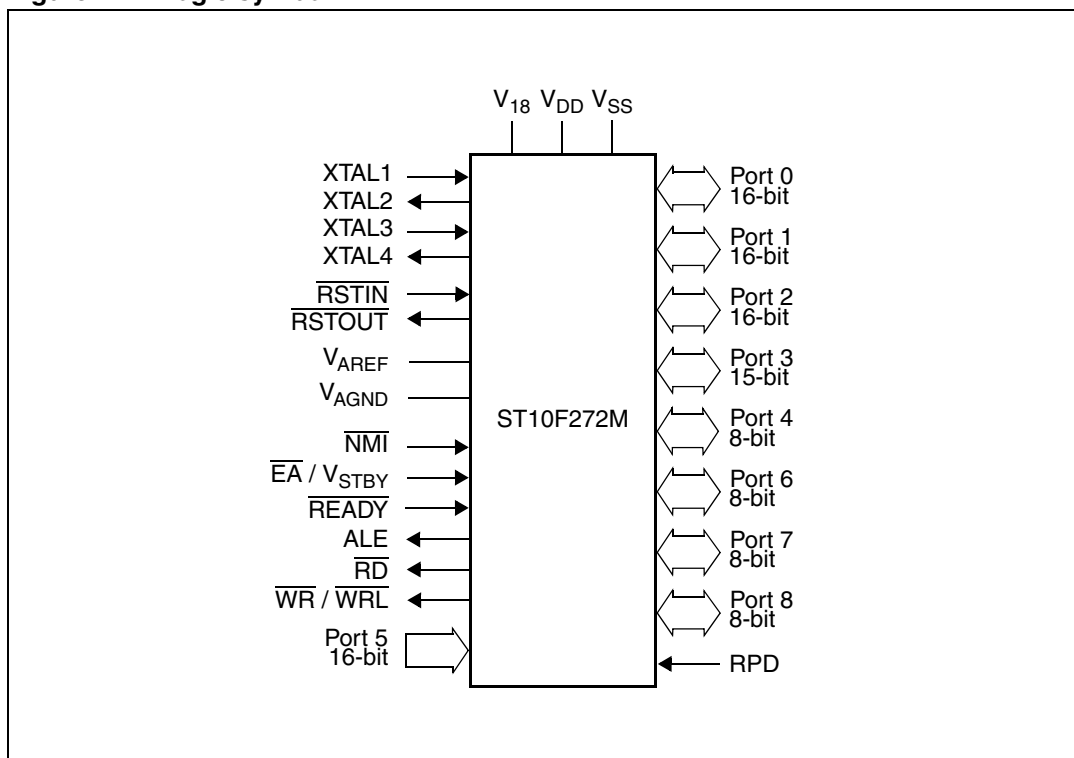 V18 VDD VSS
XTAL1
XTAL2
XTAL3
XTAL4
RSTIN
RSTOUT
VAREF
VAGND
NMI
EA / VSTBY
READY
ALE
RD
WR / WRL
Port 5
16-bit
ST10F272M
Port 0
16-bit
Port 1
16-bit
Port 2
16-bit
Port 3
15-bit
Port 4
8-bit
Port 6
8-bit
Port 7
8-bit
Port 8
8-bit
RPD